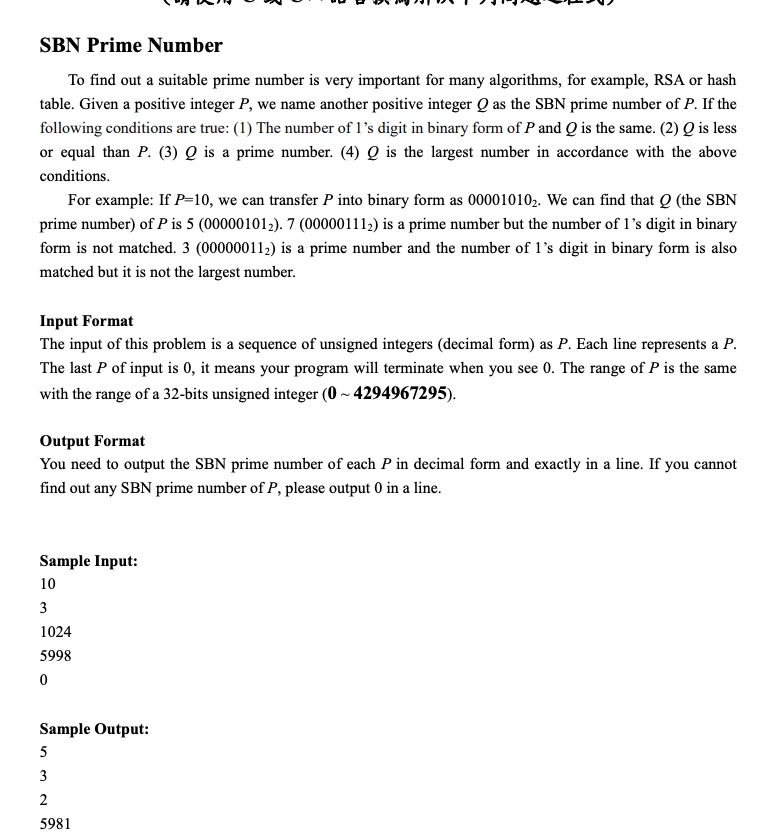 SBN Prime Number
To find out a suitable prime number is very important for many algorithms, for example, RSA or hash
table. Given a positive integer P, we name another positive integer Q as the SBN prime number of P. If the
following conditions are true: (1) The number of 1’s digit in binary form of P and Q is the same. (2) Q is less
or equal than P. (3) Q is a prime number. (4) Q is the largest number in accordance with the above
conditions.
For example: If P=10, we can transfer P into binary form as 00001010₂. We can find that Q (the SBN
prime number) of P is 5 (00000101₂). 7 (00000111₂) is a prime number but the number of 1’s digit in binary
form is not matched. 3 (00000011₂) is a prime number and the number of 1’s digit in binary form is also
matched but it is not the largest number.
Input Format
The input of this problem is a sequence of unsigned integers (decimal form) as P. Each line represents a P.
The last P of input is 0, it means your program will terminate when you see 0. The range of P is the same
with the range of a 32-bits unsigned integer (0 ~ 4294967295).
Output Format
You need to output the SBN prime number of each P in decimal form and exactly in a line. If you cannot
find out any SBN prime number of P, please output 0 in a line.
Sample Input:
10
3
1024
5998
0
Sample Output:
5
3
2
5981